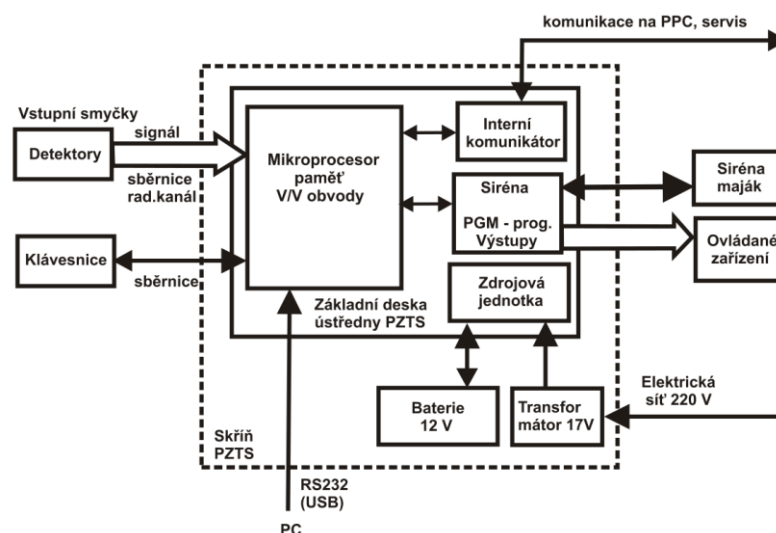 komunikace na PPC, servis
Vstupní smyčky
signál
Detektory
sběrnice
rad.kanál
Mikroprocesor
paměť
V/V obvody
Interní
komunikátor
Siréna
PGM - prog.
Výstupy
Siréna
maják
Ovládané
zařízení
Klávesnice
sběrnice
Zdrojová
jednotka
Základní deska
ústředny PZTS
Baterie
12 V
Transfor
mátor 17V
Elektrická
síť 220 V
Skříň
PZTS
RS232
(USB)
PC